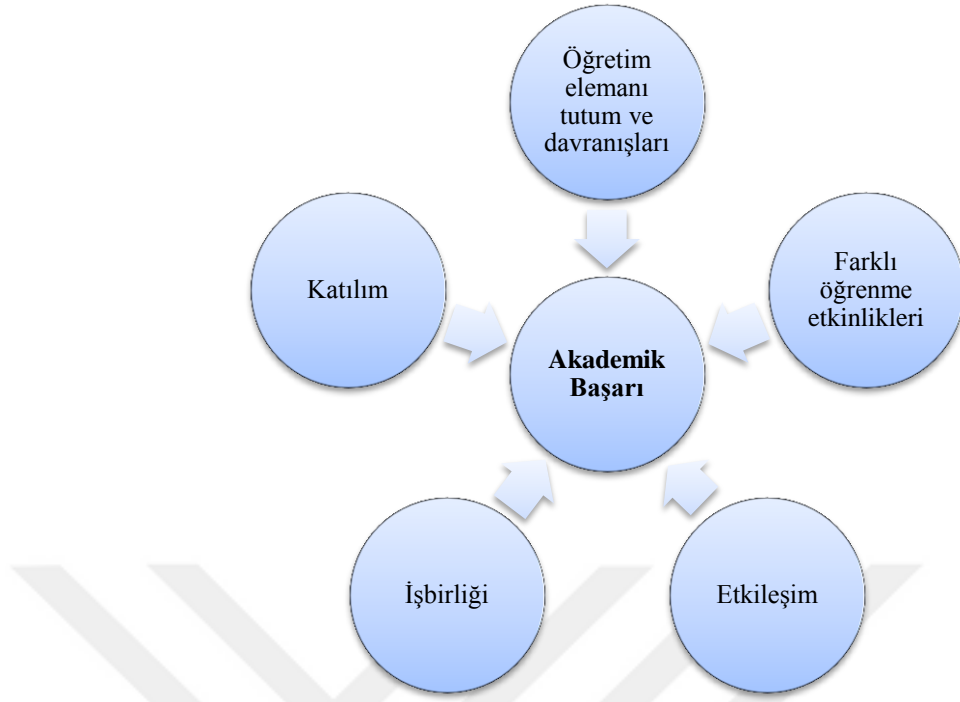 Öğretim
elemanı
tutum ve
davranışları
Katılım
Farklı
öğrenme
etkinlikleri
Akademik
Başarı
İşbirliği
Etkileşim